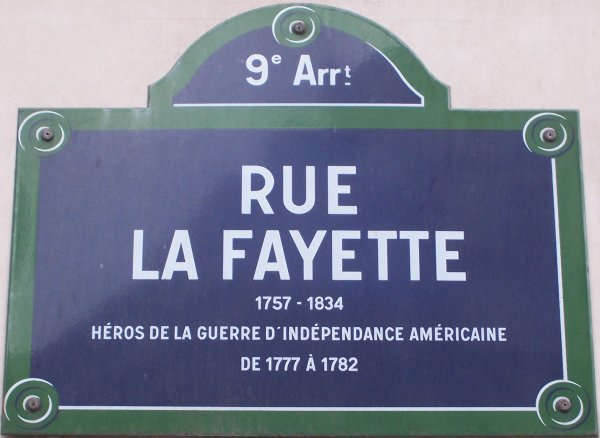 9e Arrt
RUE
LA FAYETTE
1757 - 1834
HÉROS DE LA GUERRE D'INDÉPENDANCE AMÉRICAINE
DE 1777 À 1782